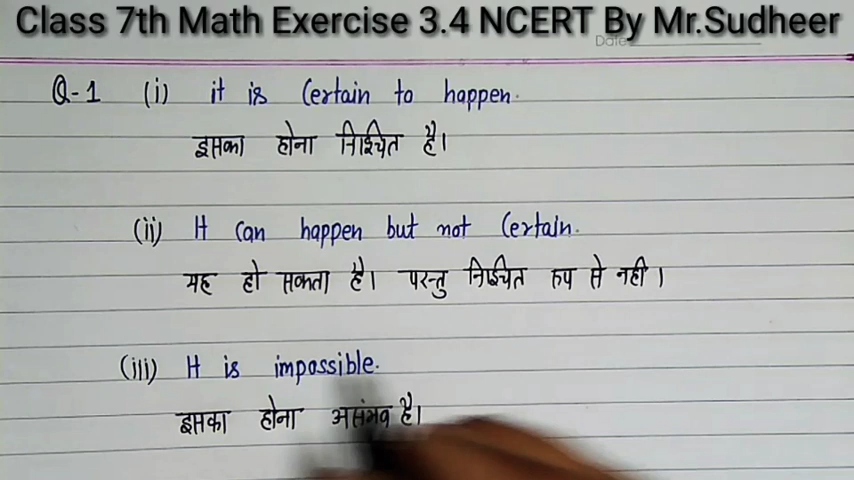 Class 7th Math Exercise 3.4 NCERT By Mr.Sudheer
Date
Q-1 (i) it is Certain to happen.
इसका होना निश्चित है।
(ii) It can happen but not Certain.
यह हो सकता है। परन्तु निश्चित रुप से नही।
(iii) It is impossible.
इसका होना असंभव है।